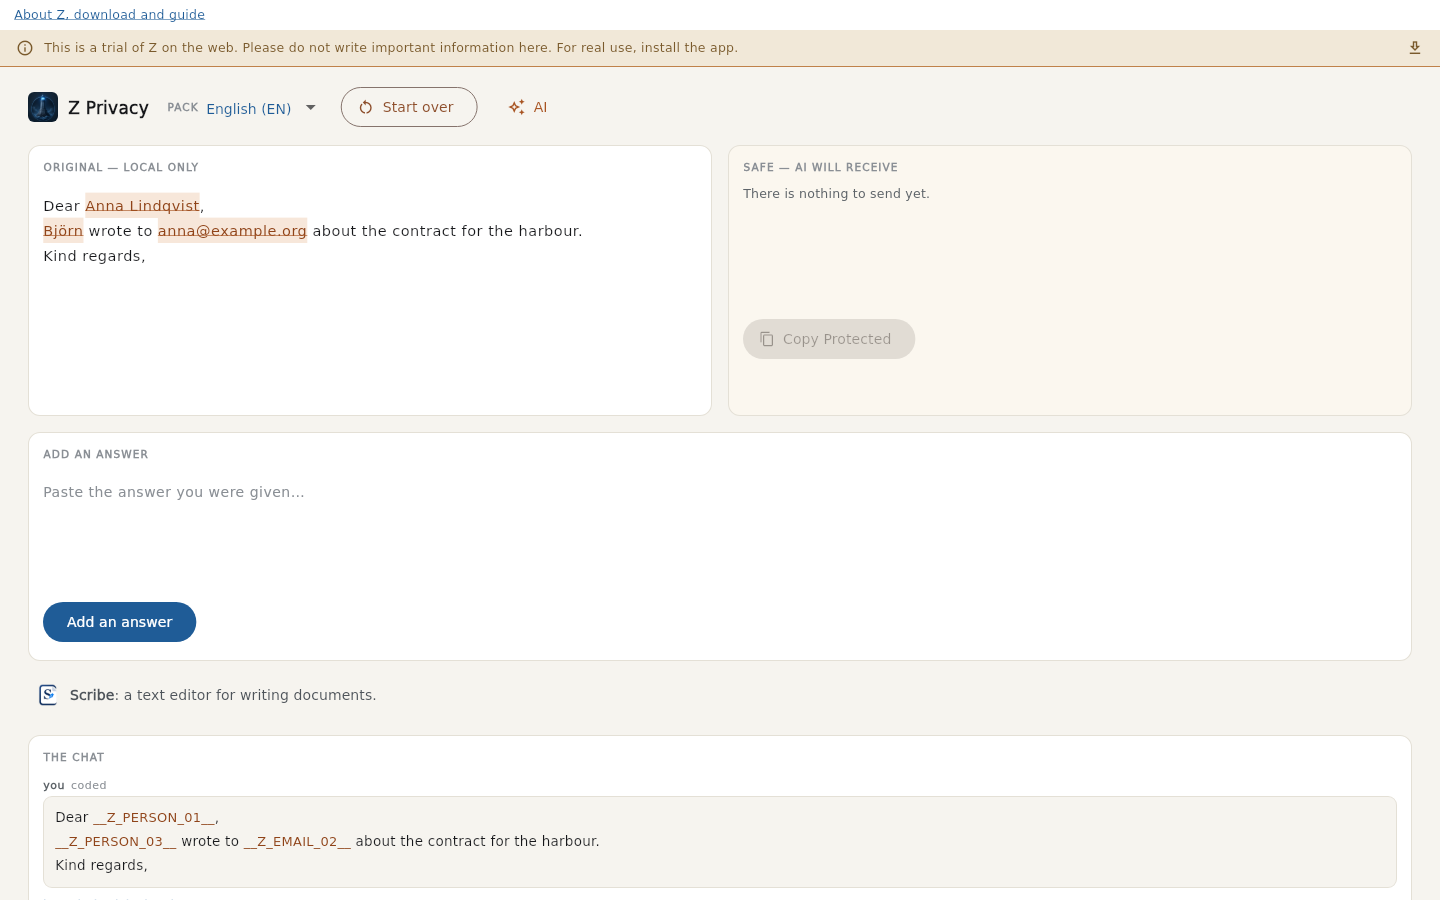 About Z, download and guide
This is a trial of Z on the web. Please do not write important information here. For real use, install the app.
Z Privacy PACK English (EN) Start over AI
ORIGINAL — LOCAL ONLY
Dear Anna Lindqvist,
Björn wrote to anna@example.org about the contract for the harbour.
Kind regards,
SAFE — AI WILL RECEIVE
There is nothing to send yet.
Copy Protected
ADD AN ANSWER
Paste the answer you were given...
Add an answer
Scribe: a text editor for writing documents.
THE CHAT
you coded
Dear __Z_PERSON_01__,
__Z_PERSON_03__ wrote to __Z_EMAIL_02__ about the contract for the harbour.
Kind regards,